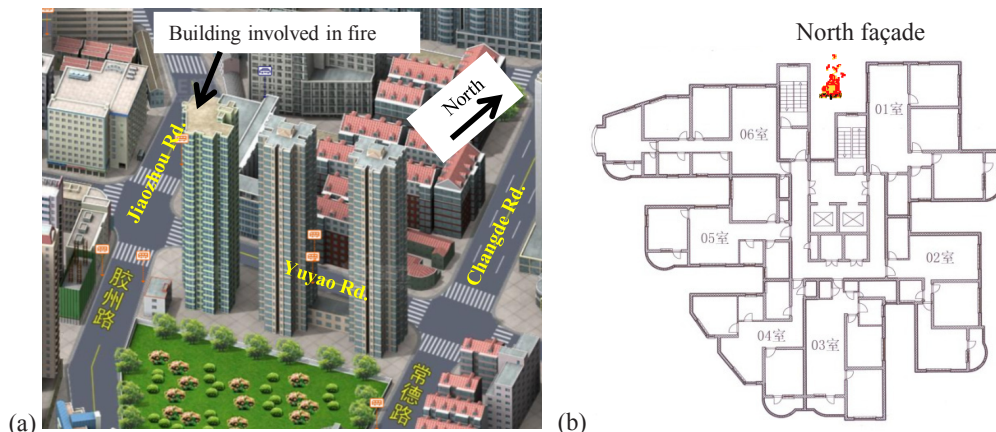 Building involved in fire
North
Jiaozhou Rd.
Yuyao Rd.
Changde Rd.
胶州路
常德路
(a)
North façade
01室
06室
05室
02室
04室
03室
(b)